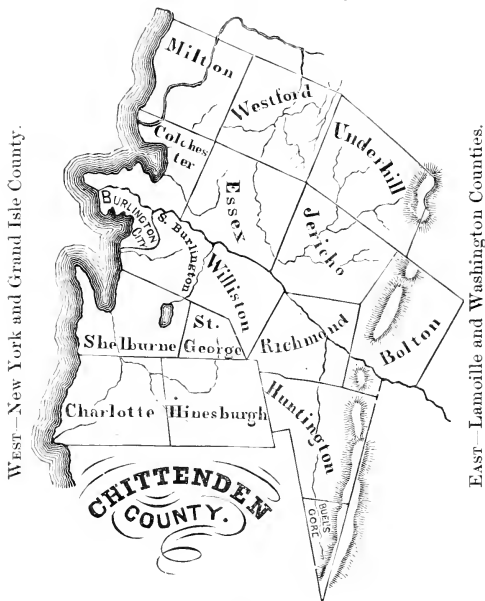 Milton
Westford
Underhill
Colches
ter
Essex
Jericho
BURLINGTON
CITY
S. Burlington
Williston
Bolton
Shelburne
St.
George
Richmond
Charlotte
Hinesburgh
Huntington
BUEL'S
GORE
CHITTENDEN
COUNTY.
WEST—New York and Grand Isle County.
EAST—Lamoille and Washington Counties.